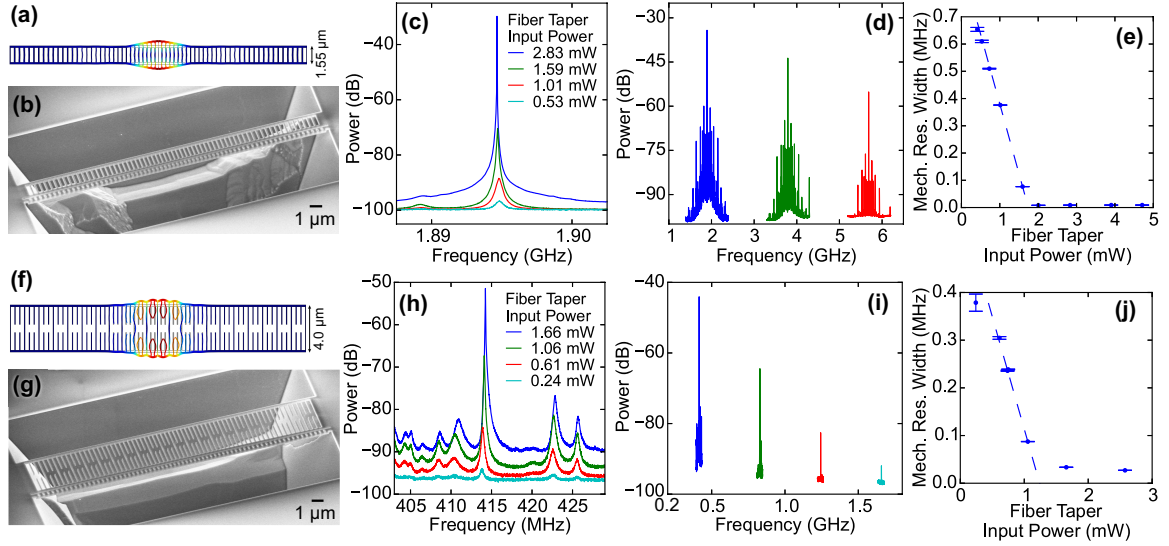 (a)
1.55 µm
(b)
1 µm
(c)
Fiber Taper
Input Power
2.83 mW
1.59 mW
1.01 mW
0.53 mW
Power (dB)
−40
−60
−80
−100
1.89
1.90
Frequency (GHz)
(d)
Power (dB)
−30
−45
−60
−75
−90
1
2
3
4
5
6
Frequency (GHz)
(e)
Mech. Res. Width (MHz)
0.7
0.6
0.5
0.4
0.3
0.2
0.1
0.0
0
1
2
3
4
5
Fiber Taper
Input Power (mW)
(f)
4.0 µm
(g)
1 µm
(h)
Fiber Taper
Input Power
1.66 mW
1.06 mW
0.61 mW
0.24 mW
Power (dB)
−50
−60
−70
−80
−90
−100
405
410
415
420
425
Frequency (MHz)
(i)
Power (dB)
−40
−60
−80
−100
0.2
0.6
1.0
1.4
Frequency (GHz)
(j)
Mech. Res. Width (MHz)
0.4
0.3
0.2
0.1
0.0
0
1
2
3
Fiber Taper
Input Power (mW)